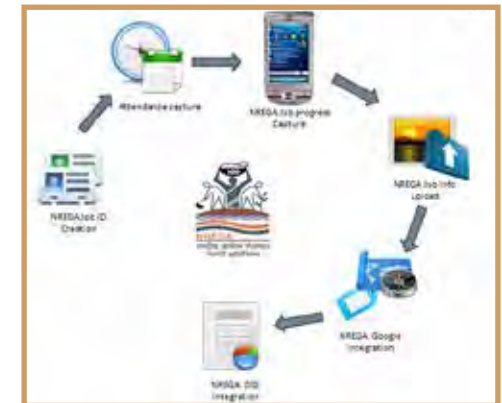 Attendance capture
NREGA Job progress
Capture
NREGA Job Info
upload
NREGA Job ID
Creation
NREGA
NREGA Google
Integration
NREGA
Integration